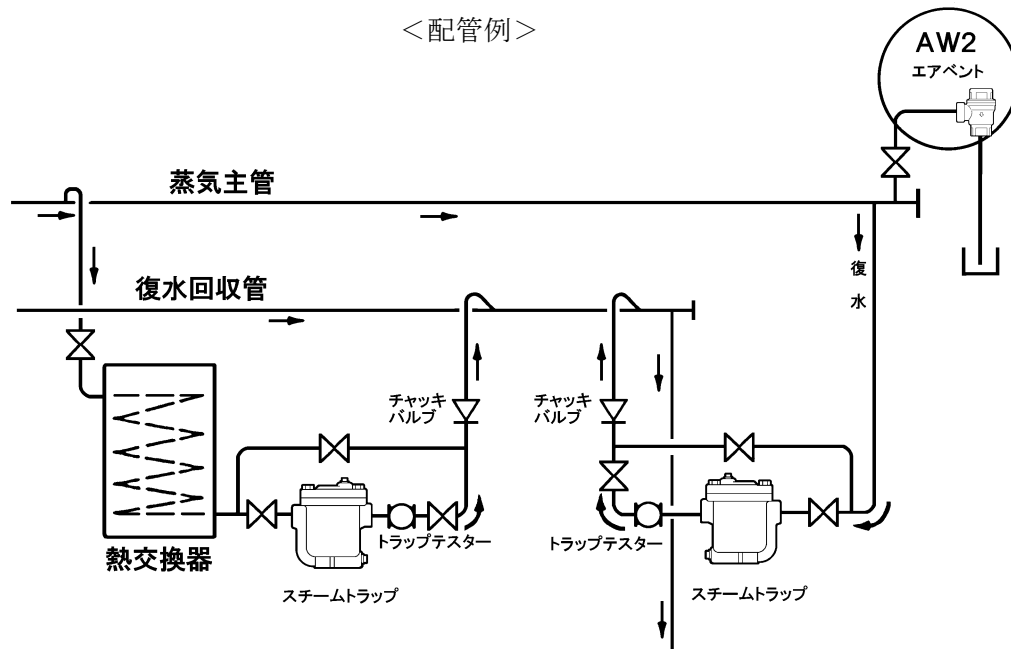 ＜配管例＞
AW2
エアベント
蒸気主管
復水
復水回収管
チャッキ
バルブ
チャッキ
バルブ
トラップテスター
トラップテスター
熱交換器
スチームトラップ
スチームトラップ